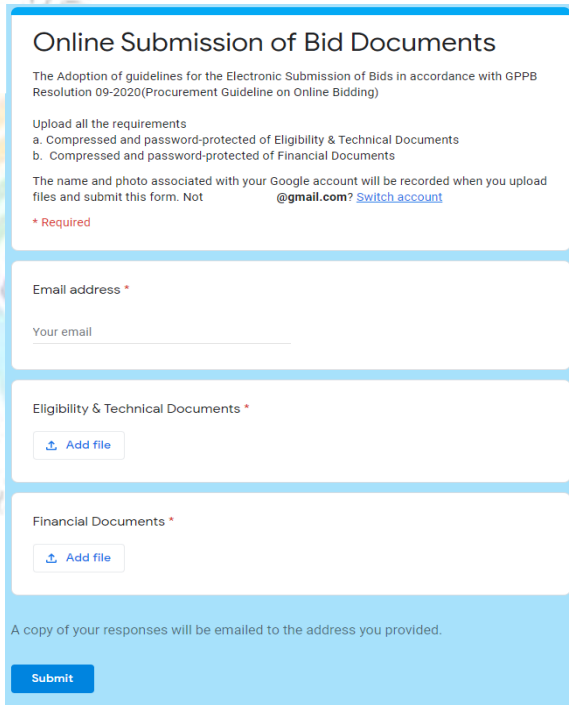 Online Submission of Bid Documents
The Adoption of guidelines for the Electronic Submission of Bids in accordance with GPPB
Resolution 09-2020(Procurement Guideline on Online Bidding)
Upload all the requirements
a. Compressed and password-protected of Eligibility & Technical Documents
b. Compressed and password-protected of Financial Documents
The name and photo associated with your Google account will be recorded when you upload
files and submit this form. Not @gmail.com? Switch account
* Required
Email address *
Your email
Eligibility & Technical Documents *
Add file
Financial Documents *
Add file
A copy of your responses will be emailed to the address you provided.
Submit